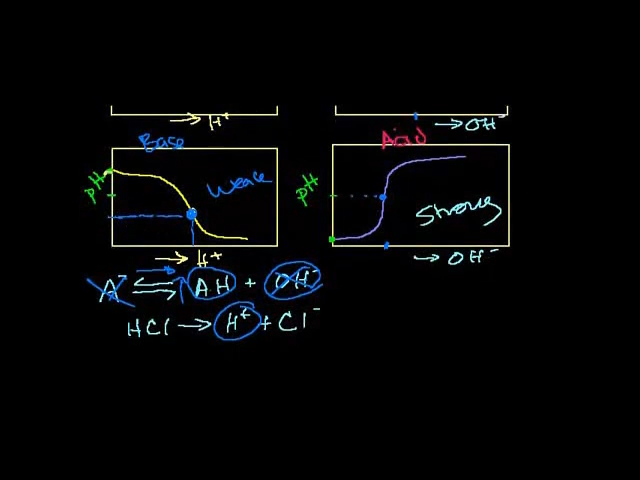 → H⁺ → OH⁻
Base Acid
pH Weak pH Strong
→ H⁺ → OH⁻
A⁻ ⇌ ↑ AH + OH⁻
HCl → H⁺ + Cl⁻